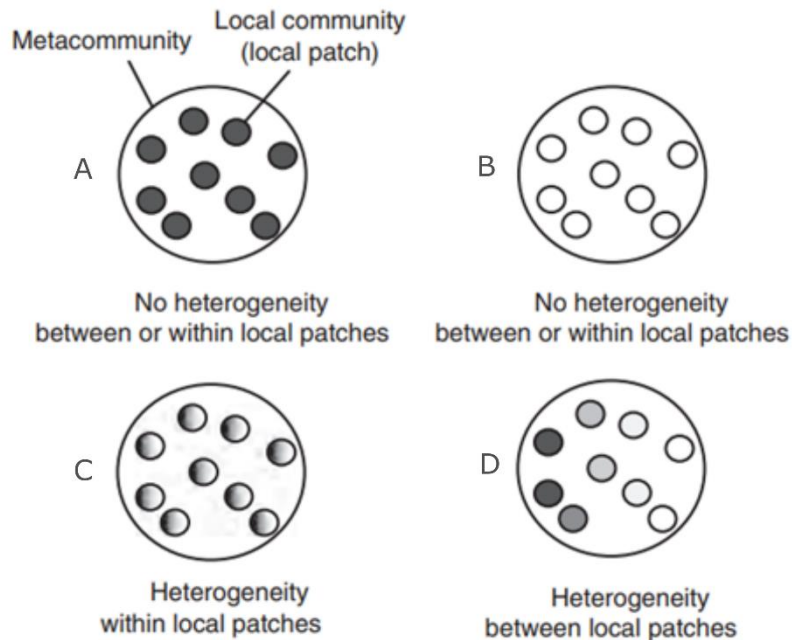 Metacommunity
Local community
(local patch)
A
B
No heterogeneity
between or within local patches
No heterogeneity
between or within local patches
C
D
Heterogeneity
within local patches
Heterogeneity
between local patches